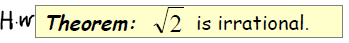 H.w Theorem: √2 is irrational.